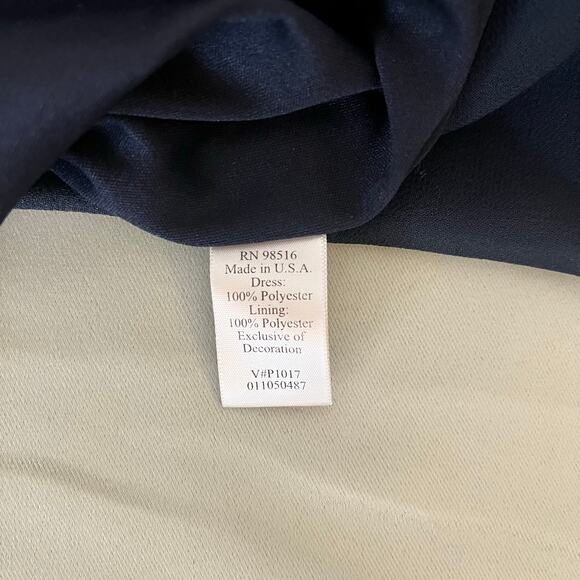 RN 98516
Made in U.S.A.
Dress:
100% Polyester
Lining:
100% Polyester
Exclusive of
Decoration
V#P1017
011050487